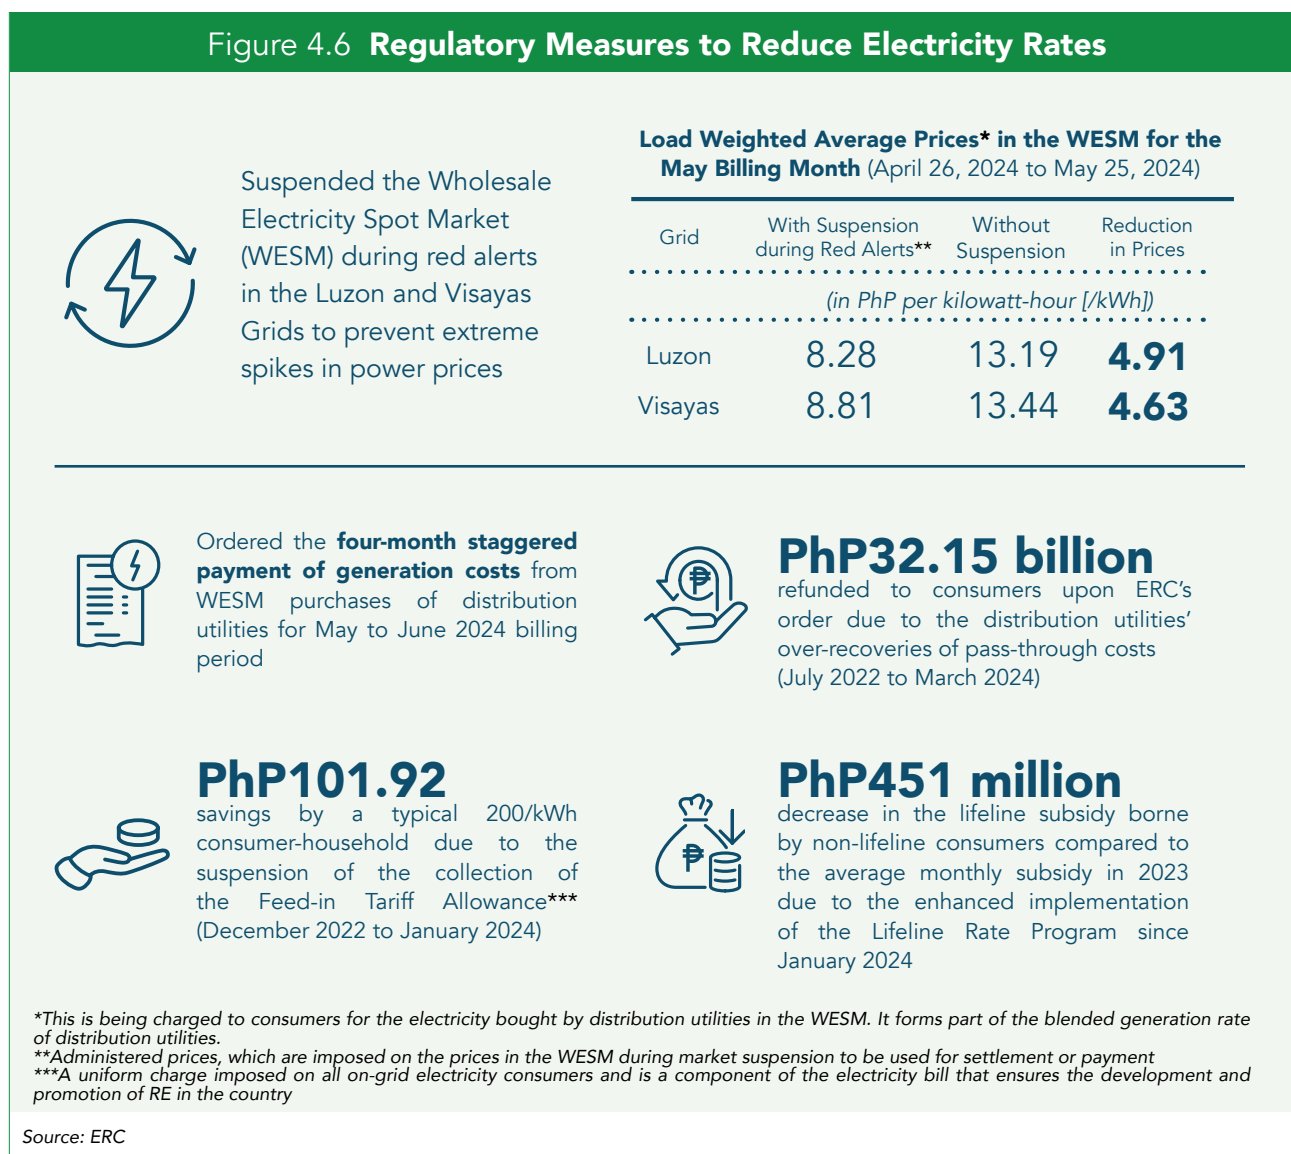 Figure 4.6 Regulatory Measures to Reduce Electricity Rates
Suspended the Wholesale
Electricity Spot Market
(WESM) during red alerts
in the Luzon and Visayas
Grids to prevent extreme
spikes in power prices
Load Weighted Average Prices* in the WESM for the
May Billing Month (April 26, 2024 to May 25, 2024)
Grid With Suspension during Red Alerts** Without Suspension Reduction in Prices
(in PhP per kilowatt-hour [/kWh])
Luzon 8.28 13.19 4.91
Visayas 8.81 13.44 4.63
Ordered the four-month staggered
payment of generation costs from
WESM purchases of distribution
utilities for May to June 2024 billing
period
PhP32.15 billion
refunded to consumers upon ERC's
order due to the distribution utilities'
over-recoveries of pass-through costs
(July 2022 to March 2024)
PhP101.92
savings by a typical 200/kWh
consumer-household due to the
suspension of the collection of
the Feed-in Tariff Allowance***
(December 2022 to January 2024)
PhP451 million
decrease in the lifeline subsidy borne
by non-lifeline consumers compared to
the average monthly subsidy in 2023
due to the enhanced implementation
of the Lifeline Rate Program since
January 2024
*This is being charged to consumers for the electricity bought by distribution utilities in the WESM. It forms part of the blended generation rate
of distribution utilities.
**Administered prices, which are imposed on the prices in the WESM during market suspension to be used for settlement or payment
***A uniform charge imposed on all on-grid electricity consumers and is a component of the electricity bill that ensures the development and
promotion of RE in the country
Source: ERC